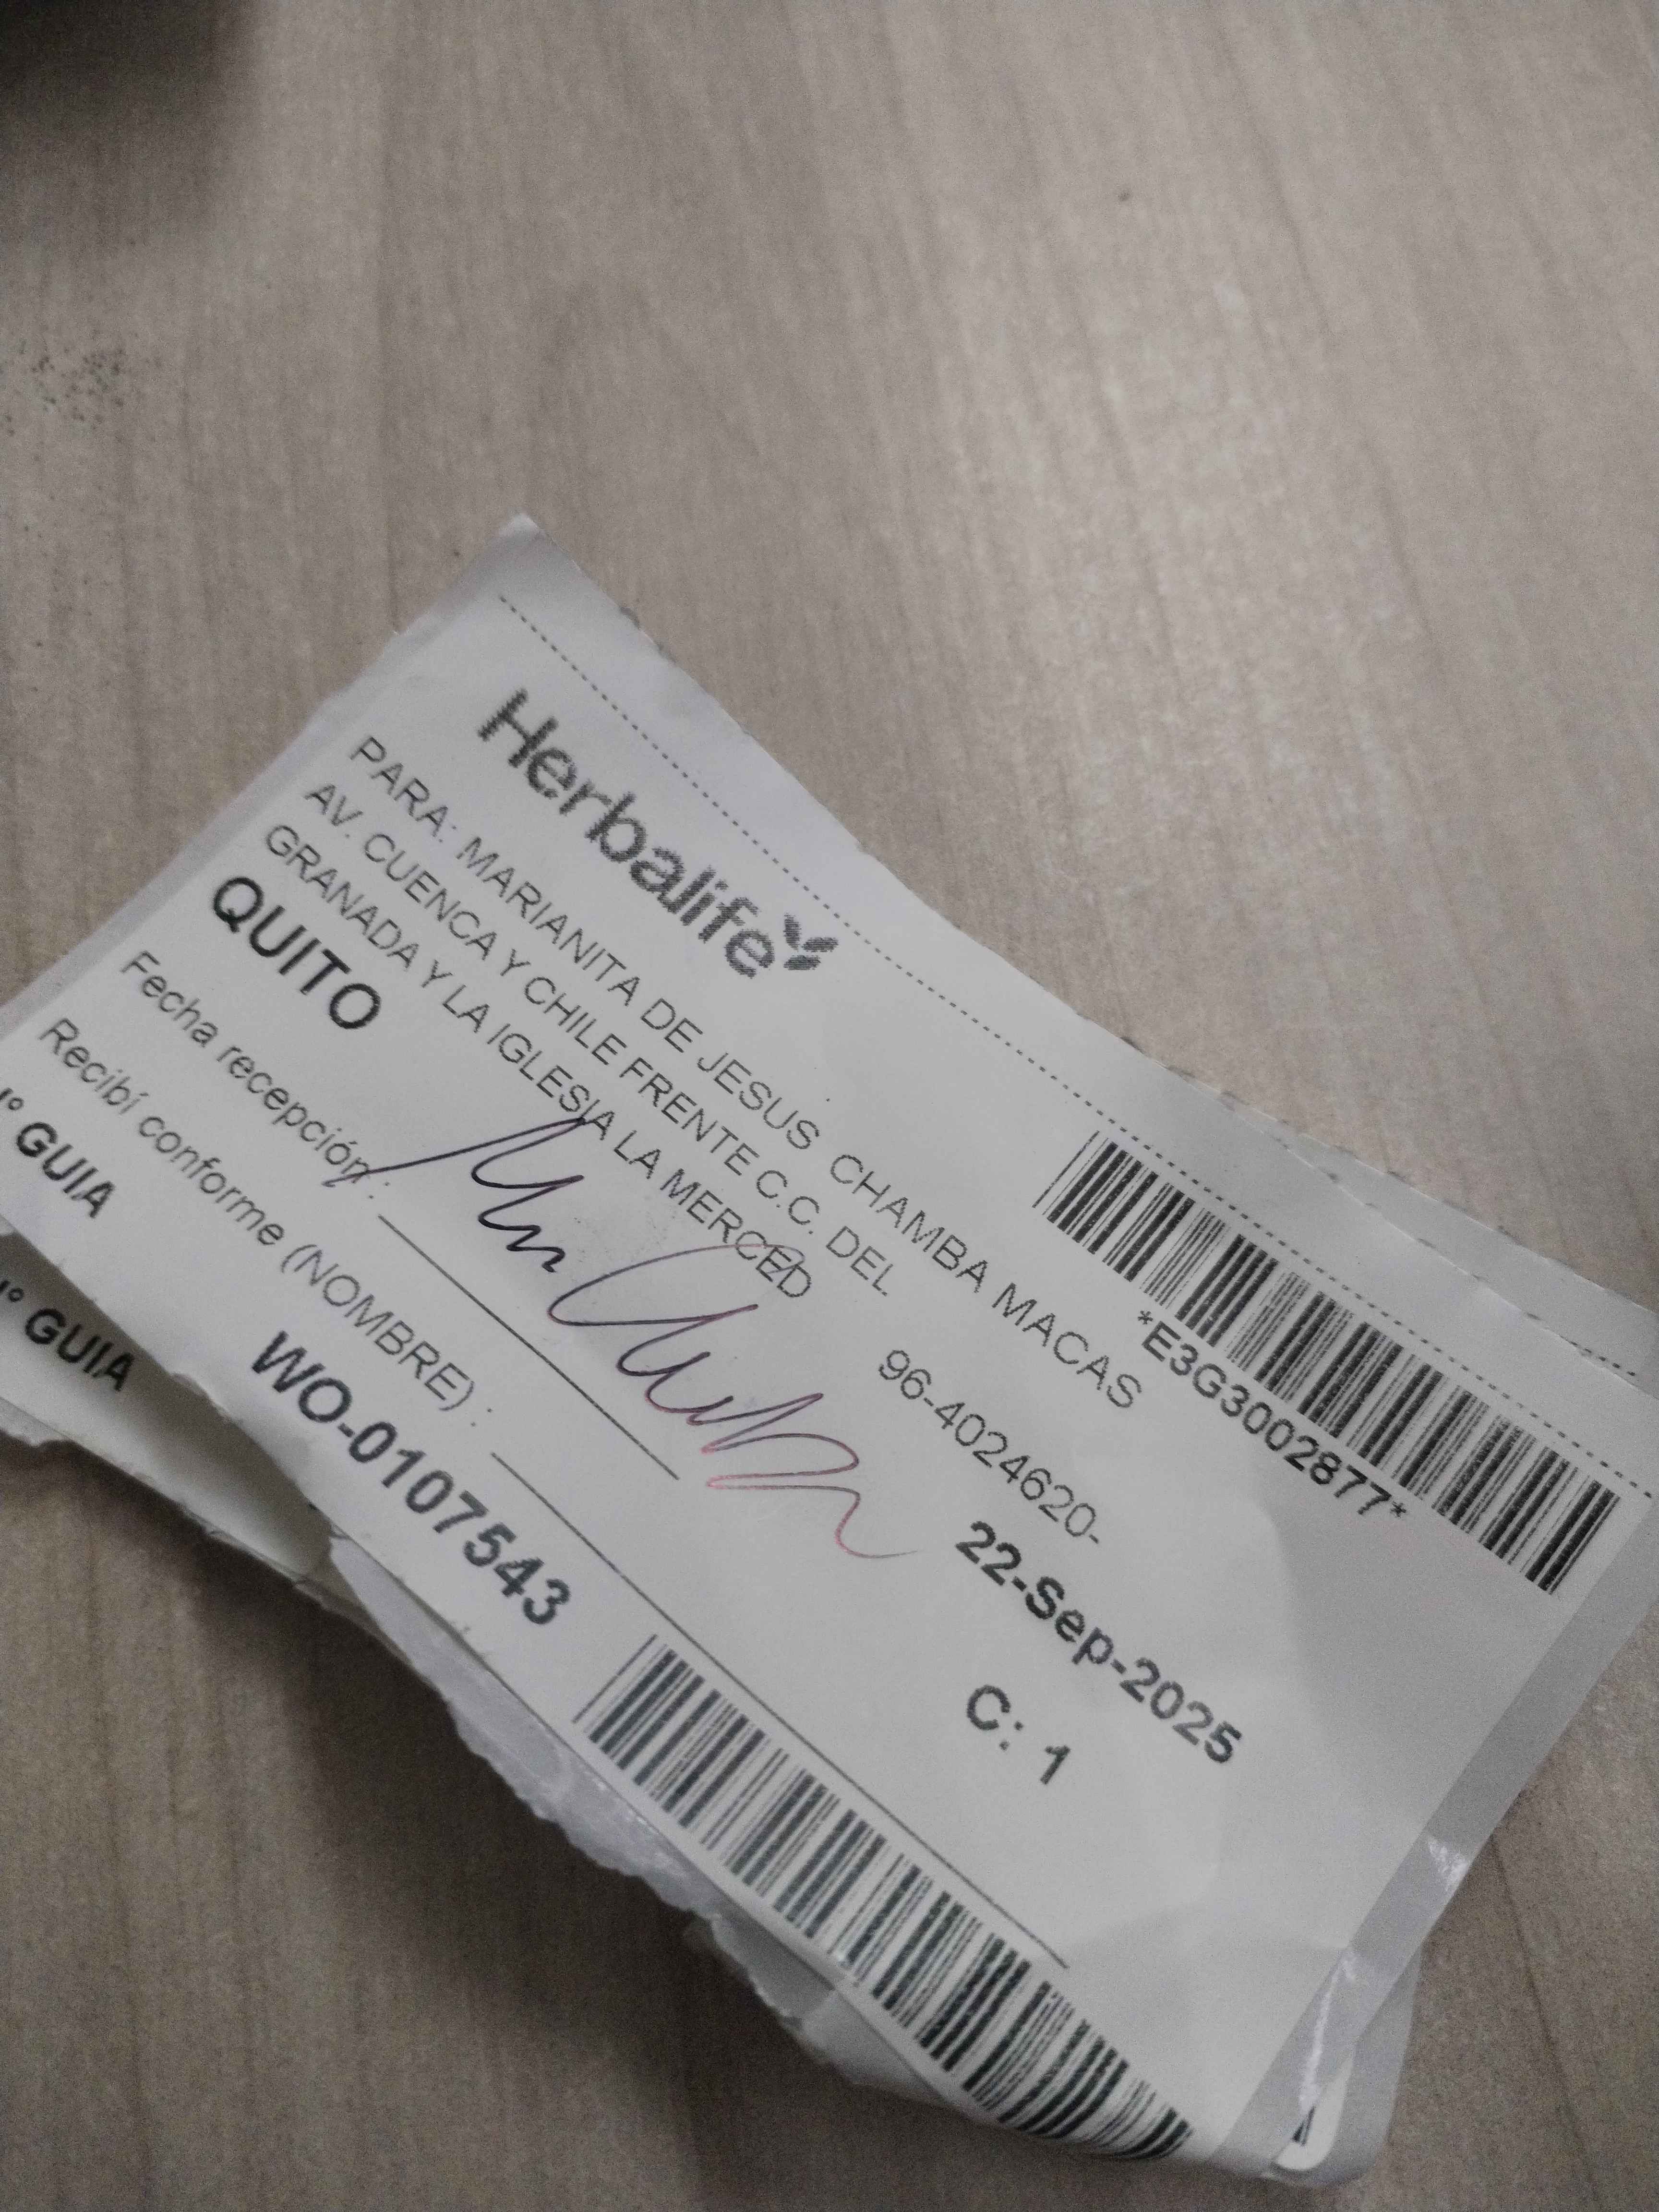 Herbalife
*E3G3002877*
PARA: MARIANITA DE JESUS CHAMBA MACAS
AV. CUENCA Y CHILE FRENTE C.C. DEL
GRANADA Y LA IGLESIA LA MERCED
96-4024620-
QUITO
22-Sep-2025
Fecha recepción :
C: 1
Recibí conforme (NOMBRE) :
° GUIA
WO-0107543
° GUIA